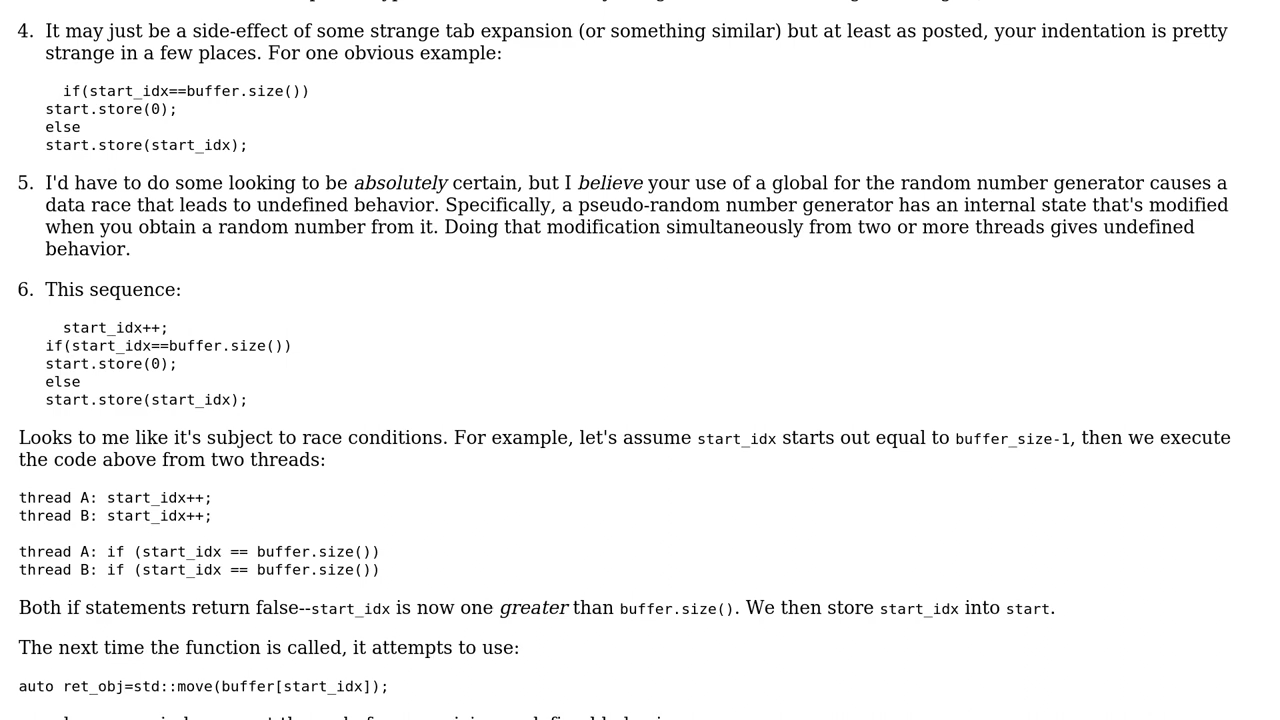 4. It may just be a side-effect of some strange tab expansion (or something similar) but at least as posted, your indentation is pretty
strange in a few places. For one obvious example:
  if(start_idx==buffer.size())
start.store(0);
else
start.store(start_idx);
5. I'd have to do some looking to be absolutely certain, but I believe your use of a global for the random number generator causes a
data race that leads to undefined behavior. Specifically, a pseudo-random number generator has an internal state that's modified
when you obtain a random number from it. Doing that modification simultaneously from two or more threads gives undefined
behavior.
6. This sequence:
  start_idx++;
if(start_idx==buffer.size())
start.store(0);
else
start.store(start_idx);
Looks to me like it's subject to race conditions. For example, let's assume start_idx starts out equal to buffer_size-1, then we execute
the code above from two threads:
thread A: start_idx++;
thread B: start_idx++;
thread A: if (start_idx == buffer.size())
thread B: if (start_idx == buffer.size())
Both if statements return false--start_idx is now one greater than buffer.size(). We then store start_idx into start.
The next time the function is called, it attempts to use:
auto ret_obj=std::move(buffer[start_idx]);